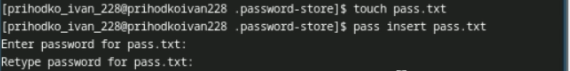 [prihodko_ivan_228@prihodkoivan228 .password-store]$ touch pass.txt
[prihodko_ivan_228@prihodkoivan228 .password-store]$ pass insert pass.txt
Enter password for pass.txt:
Retype password for pass.txt: